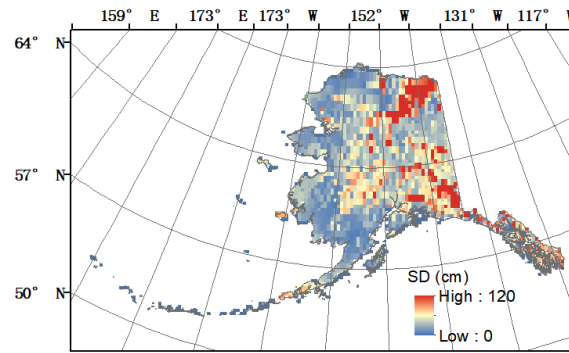 159° E 173° E 173° W 152° W 131° W 117° W
64° N
57° N
50° N
SD (cm)
High : 120
Low : 0